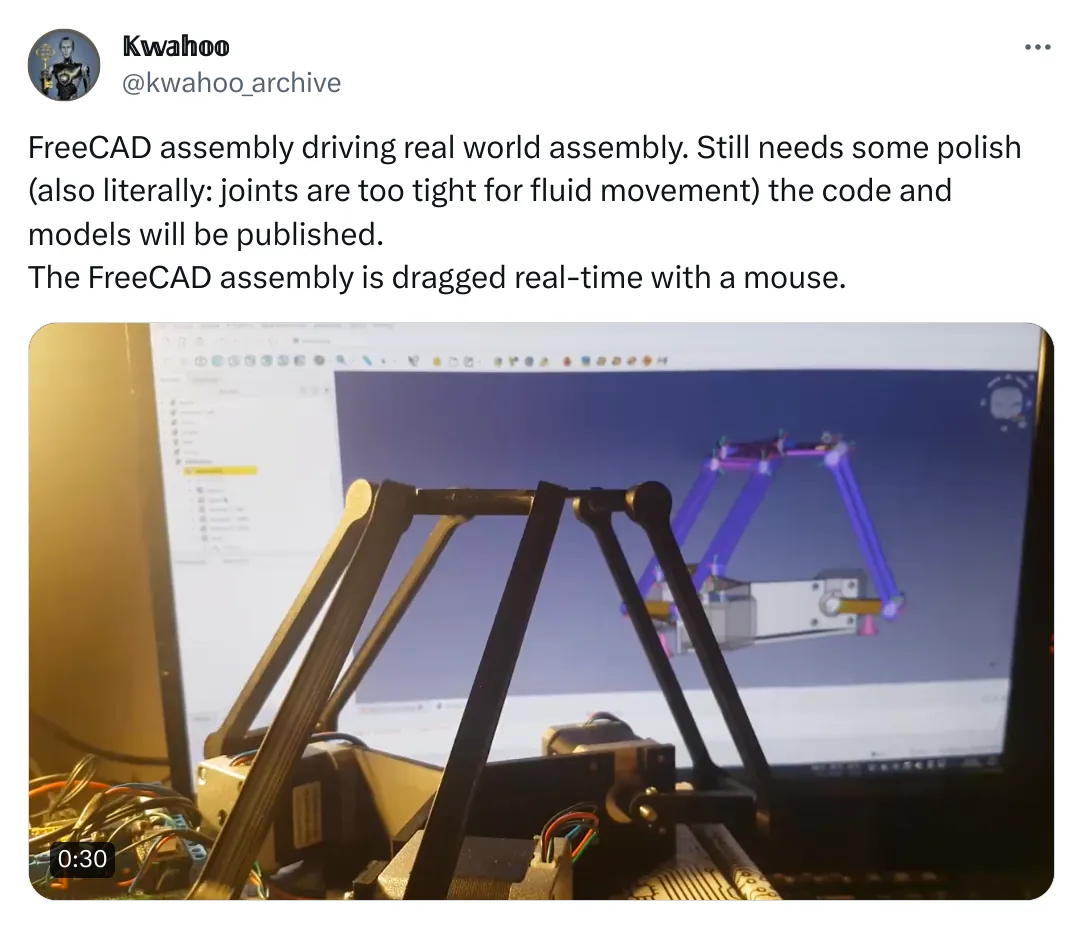 Kwahoo
@kwahoo_archive
FreeCAD assembly driving real world assembly. Still needs some polish
(also literally: joints are too tight for fluid movement) the code and
models will be published.
The FreeCAD assembly is dragged real-time with a mouse.
0:30